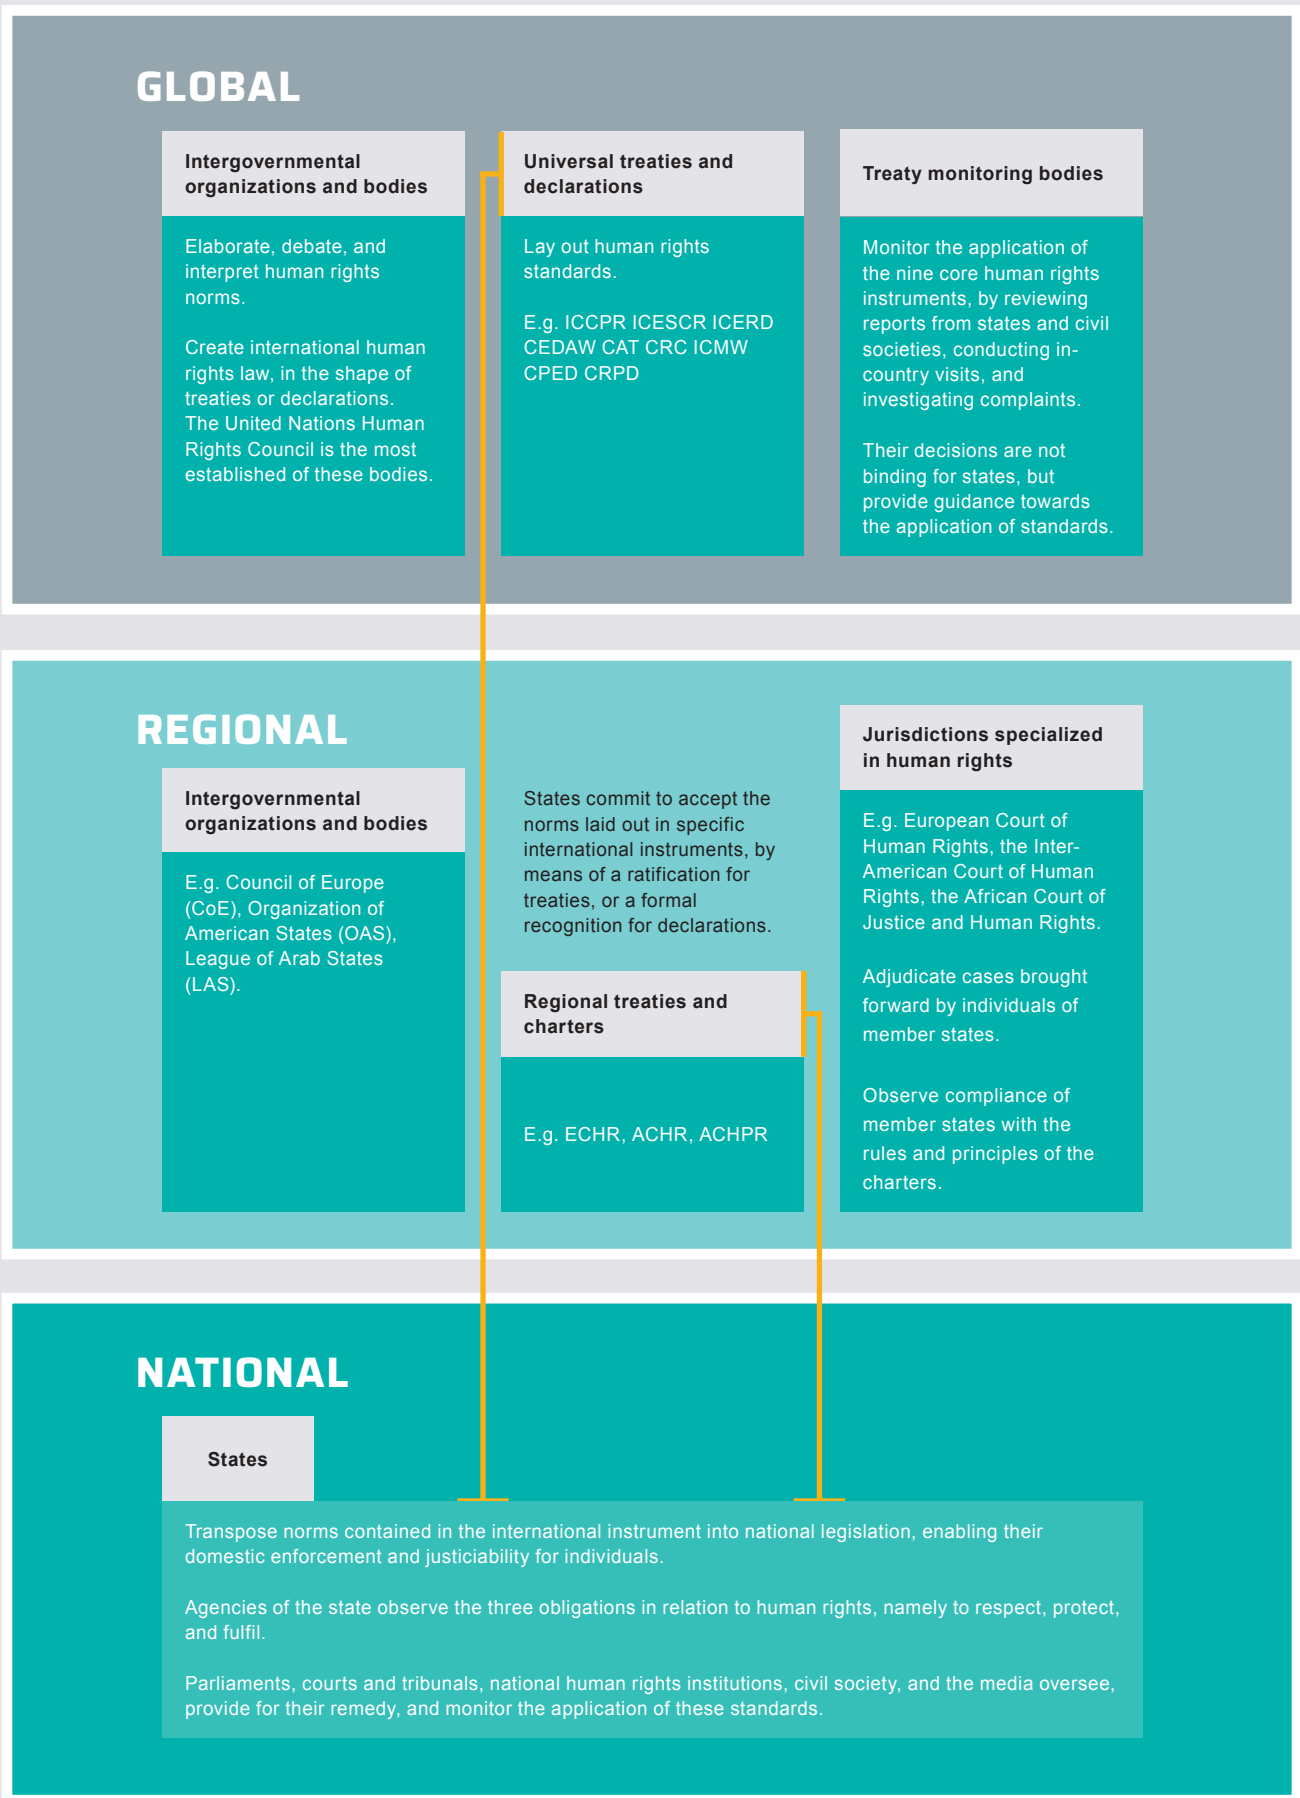 GLOBAL
Intergovernmental
organizations and bodies
Elaborate, debate, and
interpret human rights
norms.
Create international human
rights law, in the shape of
treaties or declarations.
The United Nations Human
Rights Council is the most
established of these bodies.
Universal treaties and
declarations
Lay out human rights
standards.
E.g. ICCPR ICESCR ICERD
CEDAW CAT CRC ICMW
CPED CRPD
Treaty monitoring bodies
Monitor the application of
the nine core human rights
instruments, by reviewing
reports from states and civil
societies, conducting in-
country visits, and
investigating complaints.
Their decisions are not
binding for states, but
provide guidance towards
the application of standards.
REGIONAL
Intergovernmental
organizations and bodies
E.g. Council of Europe
(CoE), Organization of
American States (OAS),
League of Arab States
(LAS).
States commit to accept the
norms laid out in specific
international instruments, by
means of a ratification for
treaties, or a formal
recognition for declarations.
Regional treaties and
charters
E.g. ECHR, ACHR, ACHPR
Jurisdictions specialized
in human rights
E.g. European Court of
Human Rights, the Inter-
American Court of Human
Rights, the African Court of
Justice and Human Rights.
Adjudicate cases brought
forward by individuals of
member states.
Observe compliance of
member states with the
rules and principles of the
charters.
NATIONAL
States
Transpose norms contained in the international instrument into national legislation, enabling their
domestic enforcement and justiciability for individuals.
Agencies of the state observe the three obligations in relation to human rights, namely to respect, protect,
and fulfil.
Parliaments, courts and tribunals, national human rights institutions, civil society, and the media oversee,
provide for their remedy, and monitor the application of these standards.